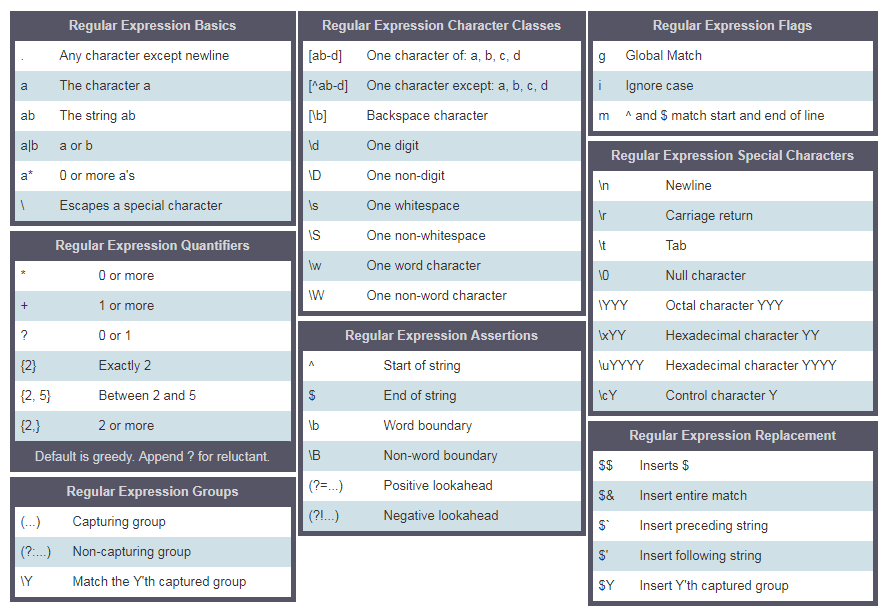 Regular Expression Basics
. Any character except newline
a The character a
ab The string ab
a|b a or b
a* 0 or more a's
\ Escapes a special character
Regular Expression Quantifiers
* 0 or more
+ 1 or more
? 0 or 1
{2} Exactly 2
{2, 5} Between 2 and 5
{2,} 2 or more
Default is greedy. Append ? for reluctant.
Regular Expression Groups
(...) Capturing group
(?:...) Non-capturing group
\Y Match the Y'th captured group
Regular Expression Character Classes
[ab-d] One character of: a, b, c, d
[^ab-d] One character except: a, b, c, d
[\b] Backspace character
\d One digit
\D One non-digit
\s One whitespace
\S One non-whitespace
\w One word character
\W One non-word character
Regular Expression Assertions
^ Start of string
$ End of string
\b Word boundary
\B Non-word boundary
(?=...) Positive lookahead
(?!...) Negative lookahead
Regular Expression Flags
g Global Match
i Ignore case
m ^ and $ match start and end of line
Regular Expression Special Characters
\n Newline
\r Carriage return
\t Tab
\0 Null character
\YYY Octal character YYY
\xYY Hexadecimal character YY
\uYYYY Hexadecimal character YYYY
\cY Control character Y
Regular Expression Replacement
$$ Inserts $
$& Insert entire match
$` Insert preceding string
$' Insert following string
$Y Insert Y'th captured group